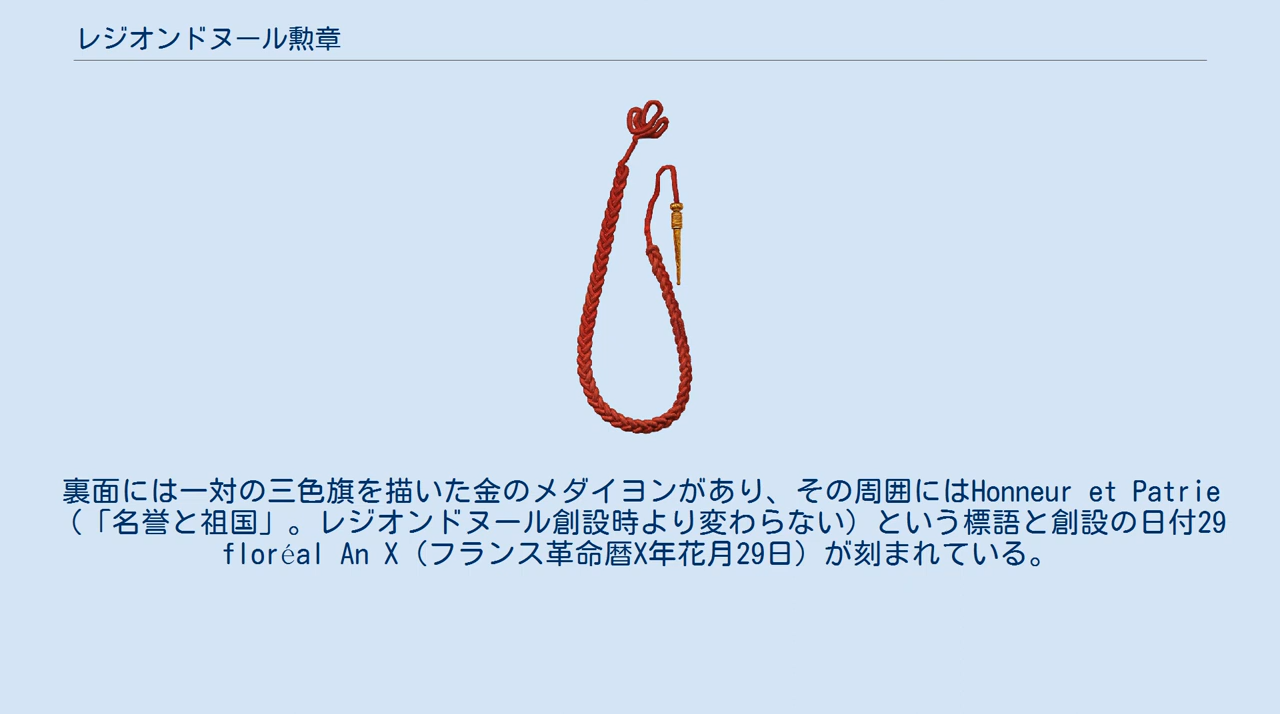 レジオンドヌール勲章
裏面には一対の三色旗を描いた金のメダイヨンがあり、その周囲にはHonneur et Patrie
（「名誉と祖国」。レジオンドヌール創設時より変わらない）という標語と創設の日付29
floréal An X（フランス革命暦X年花月29日）が刻まれている。